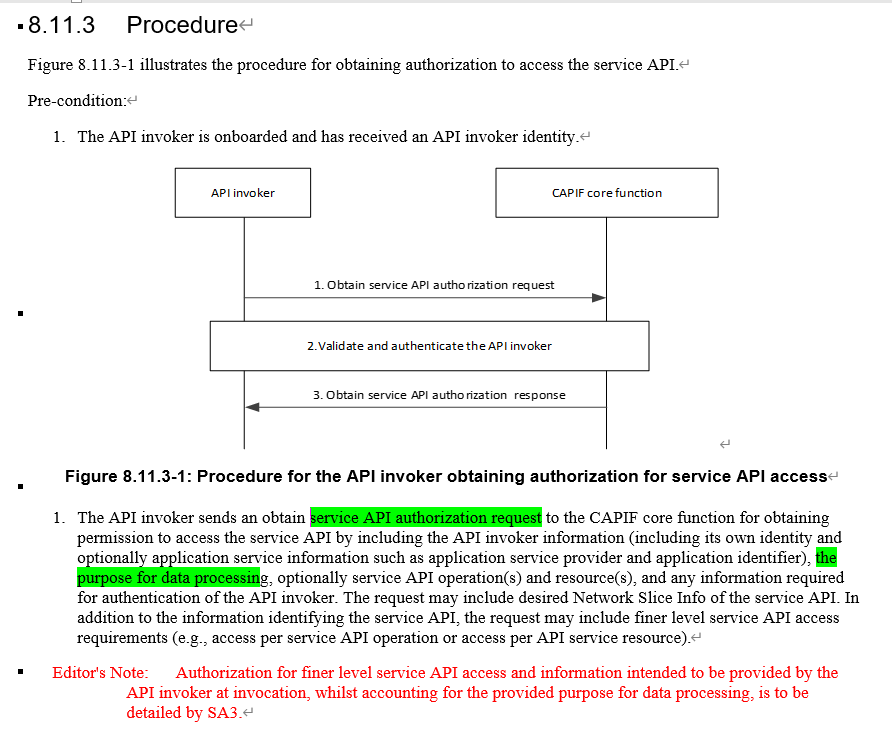 8.11.3 Procedure
Figure 8.11.3-1 illustrates the procedure for obtaining authorization to access the service API.
Pre-condition:
1. The API invoker is onboarded and has received an API invoker identity.
API invoker
CAPIF core function
1. Obtain service API authorization request
2.Validate and authenticate the API invoker
3. Obtain service API authorization response
Figure 8.11.3-1: Procedure for the API invoker obtaining authorization for service API access
1. The API invoker sends an obtain service API authorization request to the CAPIF core function for obtaining
permission to access the service API by including the API invoker information (including its own identity and
optionally application service information such as application service provider and application identifier), the
purpose for data processing, optionally service API operation(s) and resource(s), and any information required
for authentication of the API invoker. The request may include desired Network Slice Info of the service API. In
addition to the information identifying the service API, the request may include finer level service API access
requirements (e.g., access per service API operation or access per API service resource).
Editor's Note: Authorization for finer level service API access and information intended to be provided by the
API invoker at invocation, whilst accounting for the provided purpose for data processing, is to be
detailed by SA3.